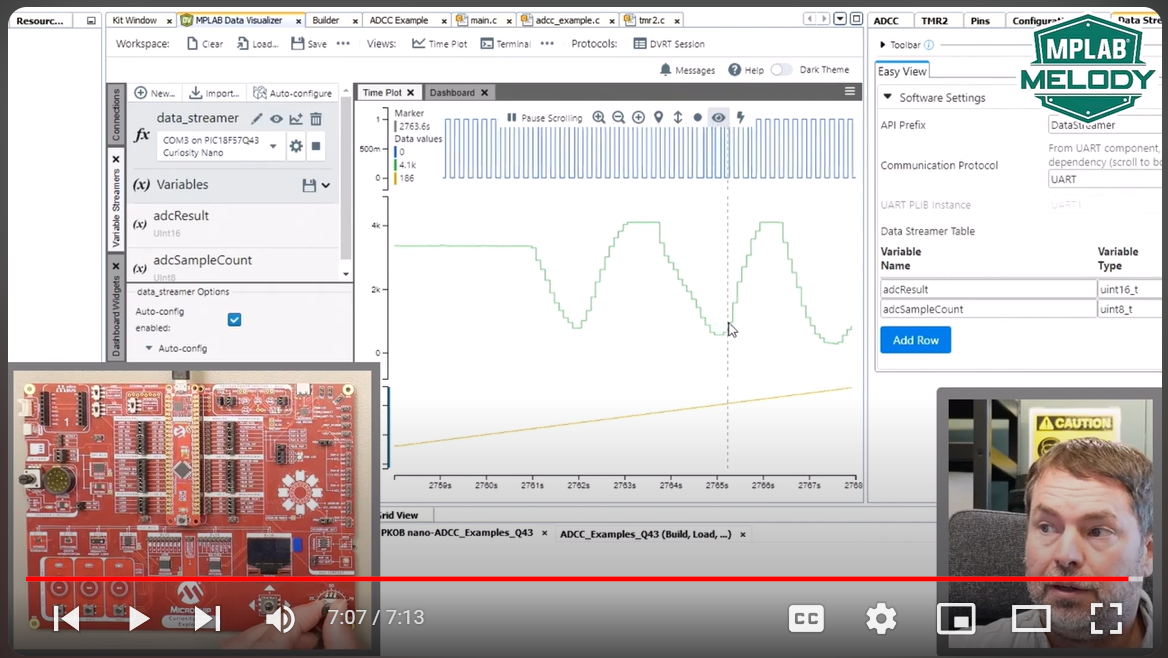 Resourc...
Kit Window
MPLAB Data Visualizer
Builder
ADCC Example
main.c
adcc_example.c
tmr2.c
ADCC
TMR2
Pins
Data Stre
MPLAB
MELODY
Workspace:
Clear
Load...
Save
Views:
Time Plot
Terminal
Protocols:
DVRT Session
Messages
Help
Dark Theme
Toolbar
Easy View
Software Settings
API Prefix
DataStreamer
From UART component,
dependency (scroll to bo
Communication Protocol
UART
UART PLIB Instance
UART1
Data Streamer Table
Variable
Name
Variable
Type
adcResult
uint16_t
adcSampleCount
uint8_t
Add Row
Connections
Variable Streamers
Dashboard Widgets
New...
Import...
Auto-configure
data_streamer
COM3 on PIC18F57Q43
Curiosity Nano
Variables
adcResult
Uint16
adcSampleCount
Uint8
data_streamer Options
Auto-config
enabled:
Auto-config
Time Plot
Dashboard
Marker
2763.6s
Data values
0
4.1k
186
Pause Scrolling
1
500m
0
4k
2k
0
2759s
2760s
2761s
2762s
2763s
2764s
2765s
2766s
2767s
2768
Grid View
PKOB nano-ADCC_Examples_Q43
ADCC_Examples_Q43 (Build, Load, ...)
CAUTION
1
MICROCHIP
7:07 / 7:13
CC